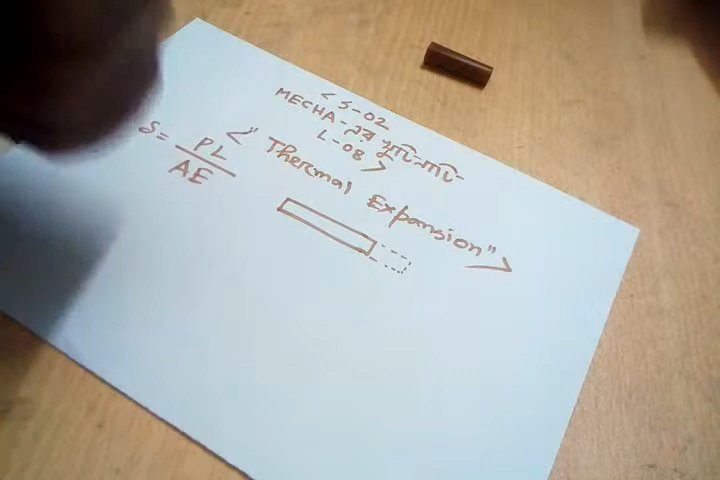 < S-02
MECHA-র ঘ্যান-ঘ্যান-
L-08 >
<" Thermal Expansion" >
δ = PL
AE